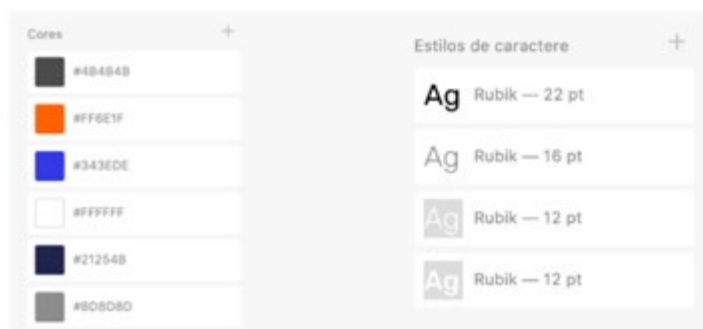 Cores
#4B4B4B
#FF6E1F
#343EDE
#FFFFFF
#21254B
#8D8D8D
Estilos de caractere
Ag Rubik — 22 pt
Ag Rubik — 16 pt
Ag Rubik — 12 pt
Ag Rubik — 12 pt